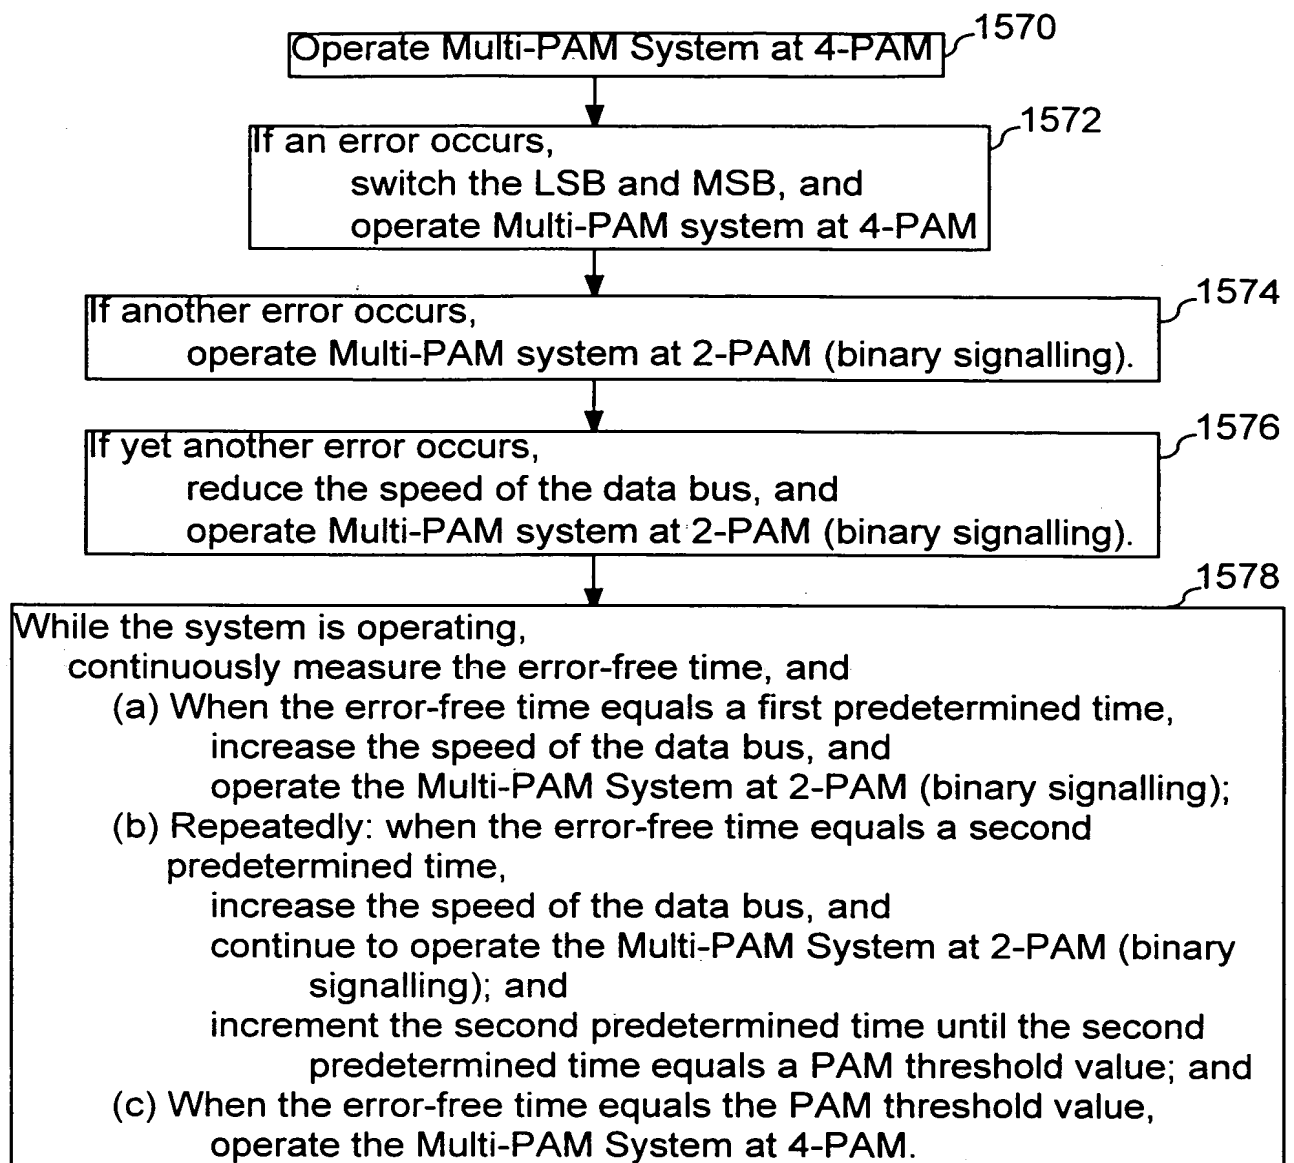 1570
Operate Multi-PAM System at 4-PAM
1572
If an error occurs,
switch the LSB and MSB, and
operate Multi-PAM system at 4-PAM
1574
If another error occurs,
operate Multi-PAM system at 2-PAM (binary signalling).
1576
If yet another error occurs,
reduce the speed of the data bus, and
operate Multi-PAM system at 2-PAM (binary signalling).
1578
While the system is operating,
continuously measure the error-free time, and
(a) When the error-free time equals a first predetermined time,
increase the speed of the data bus, and
operate the Multi-PAM System at 2-PAM (binary signalling);
(b) Repeatedly: when the error-free time equals a second
predetermined time,
increase the speed of the data bus, and
continue to operate the Multi-PAM System at 2-PAM (binary
signalling); and
increment the second predetermined time until the second
predetermined time equals a PAM threshold value; and
(c) When the error-free time equals the PAM threshold value,
operate the Multi-PAM System at 4-PAM.